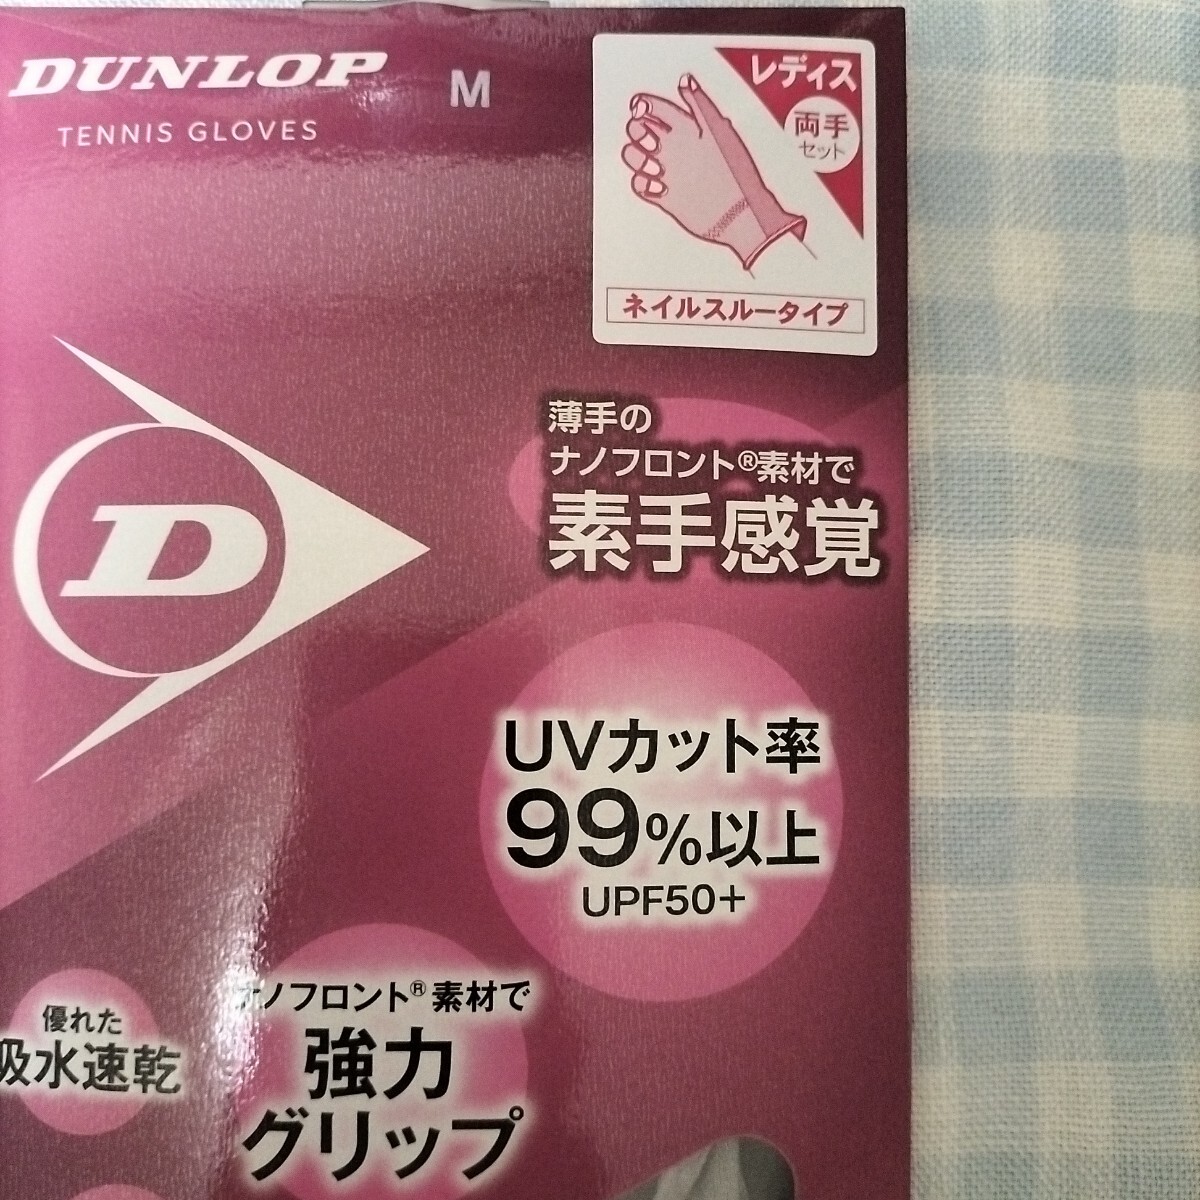 DUNLOP
M
TENNIS GLOVES
レディス
両手
セット
ネイルスルータイプ
薄手の
ナノフロント®素材で
素手感覚
D
UVカット率
99%以上
UPF50+
優れた
吸水速乾
ナノフロント®素材で
強力
グリップ